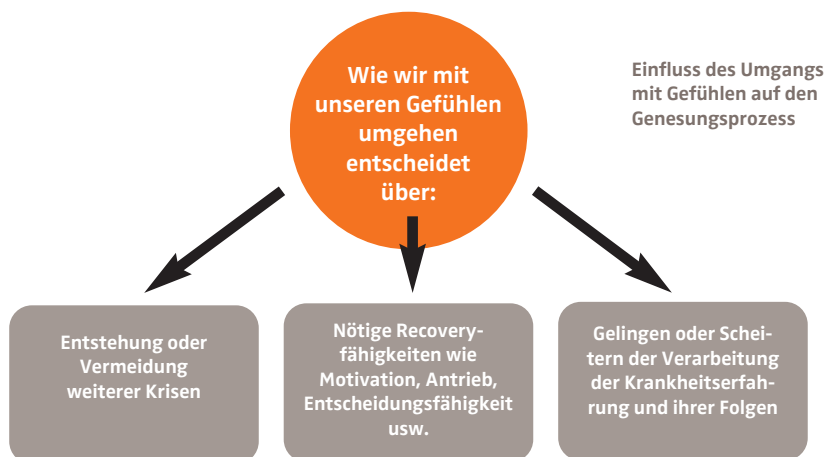 Wie wir mit
unseren Gefühlen
umgehen
entscheidet
über:
Einfluss des Umgangs
mit Gefühlen auf den
Genesungsprozess
Entstehung oder
Vermeidung
weiterer Krisen
Nötige Recovery-
fähigkeiten wie
Motivation, Antrieb,
Entscheidungsfähigkeit
usw.
Gelingen oder Schei-
tern der Verarbeitung
der Krankheitserfah-
rung und ihrer Folgen